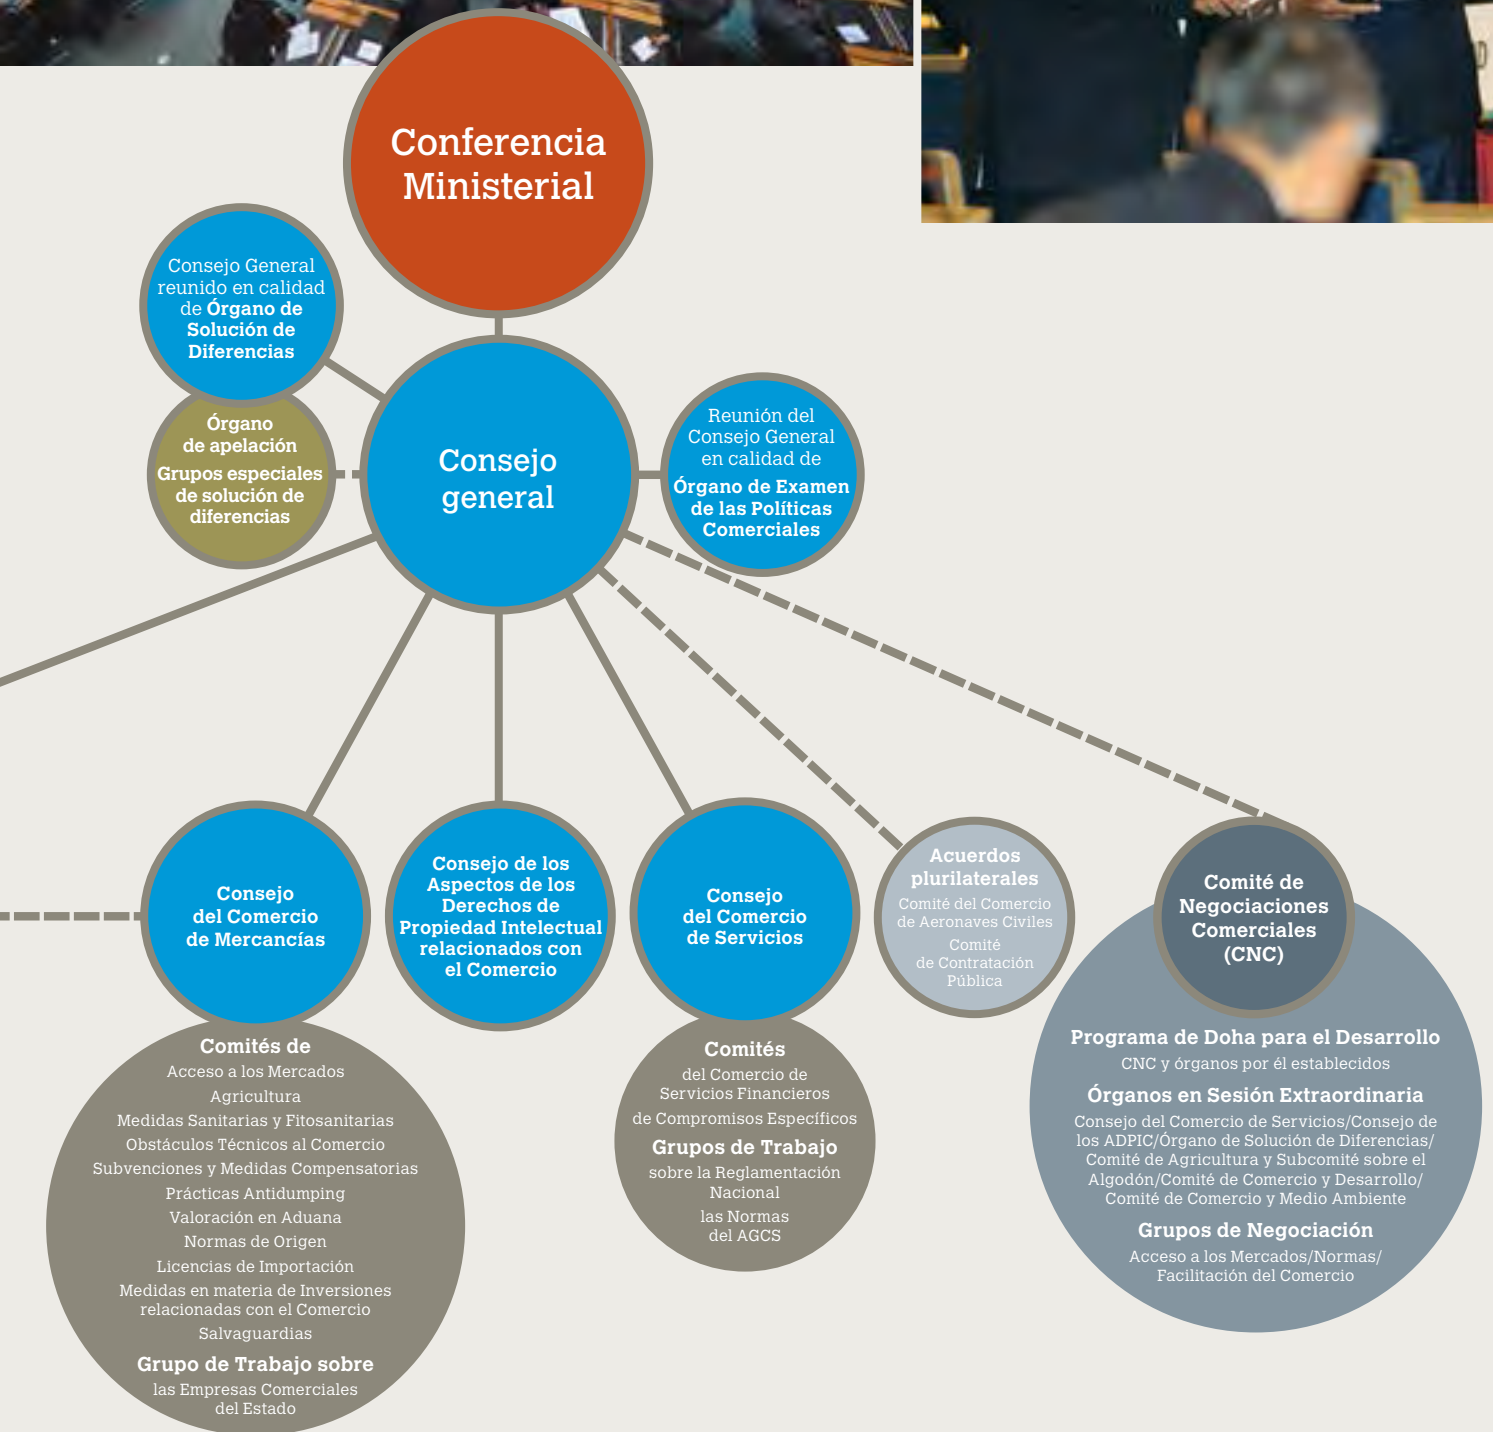 Conferencia
Ministerial
Consejo General
reunido en calidad
de Órgano de
Solución de
Diferencias
Órgano
de apelación
Grupos especiales
de solución de
diferencias
Consejo
general
Reunión del
Consejo General
en calidad de
Órgano de Examen
de las Políticas
Comerciales
Consejo
del Comercio
de Mercancías
Comités de
Acceso a los Mercados
Agricultura
Medidas Sanitarias y Fitosanitarias
Obstáculos Técnicos al Comercio
Subvenciones y Medidas Compensatorias
Prácticas Antidumping
Valoración en Aduana
Normas de Origen
Licencias de Importación
Medidas en materia de Inversiones
relacionadas con el Comercio
Salvaguardias
Grupo de Trabajo sobre
las Empresas Comerciales
del Estado
Consejo de los
Aspectos de los
Derechos de
Propiedad Intelectual
relacionados con
el Comercio
Consejo
del Comercio
de Servicios
Comités
del Comercio de
Servicios Financieros
de Compromisos Específicos
Grupos de Trabajo
sobre la Reglamentación
Nacional
las Normas
del AGCS
Acuerdos
plurilaterales
Comité del Comercio
de Aeronaves Civiles
Comité
de Contratación
Pública
Comité de
Negociaciones
Comerciales
(CNC)
Programa de Doha para el Desarrollo
CNC y órganos por él establecidos
Órganos en Sesión Extraordinaria
Consejo del Comercio de Servicios/Consejo de
los ADPIC/Órgano de Solución de Diferencias/
Comité de Agricultura y Subcomité sobre el
Algodón/Comité de Comercio y Desarrollo/
Comité de Comercio y Medio Ambiente
Grupos de Negociación
Acceso a los Mercados/Normas/
Facilitación del Comercio